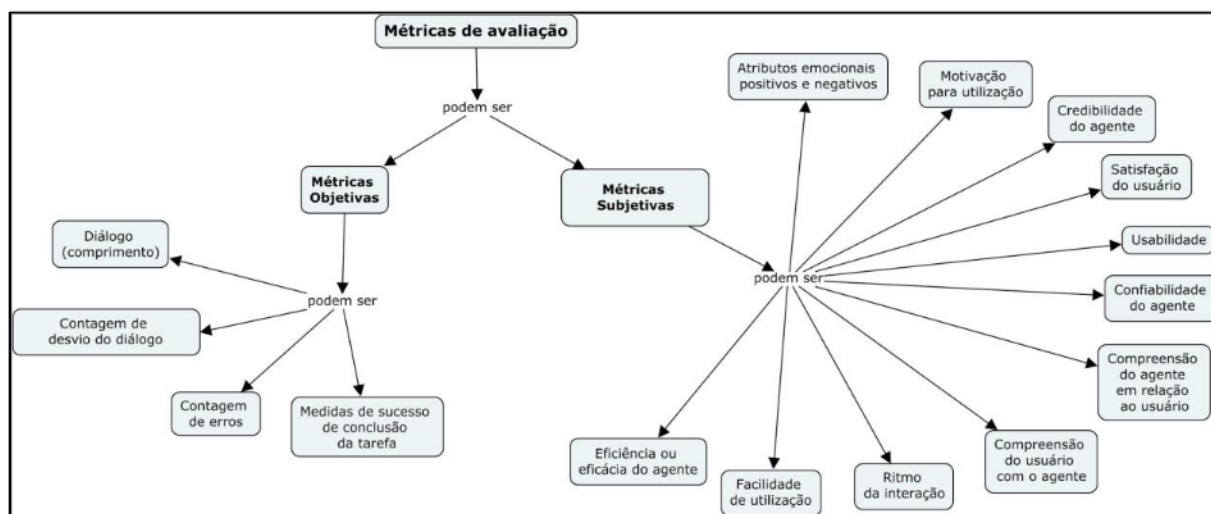 Métricas de avaliação
podem ser
Métricas
Objetivas
Métricas
Subjetivas
Diálogo
(comprimento)
podem ser
Contagem de
desvio do diálogo
Contagem
de erros
Medidas de sucesso
de conclusão
da tarefa
Atributos emocionais
positivos e negativos
Motivação
para utilização
Credibilidade
do agente
Satisfação
do usuário
Usabilidade
podem ser
Confiabilidade
do agente
Compreensão
do agente
em relação
ao usuário
Compreensão
do usuário
com o agente
Ritmo
da interação
Facilidade
de utilização
Eficiência ou
eficácia do agente